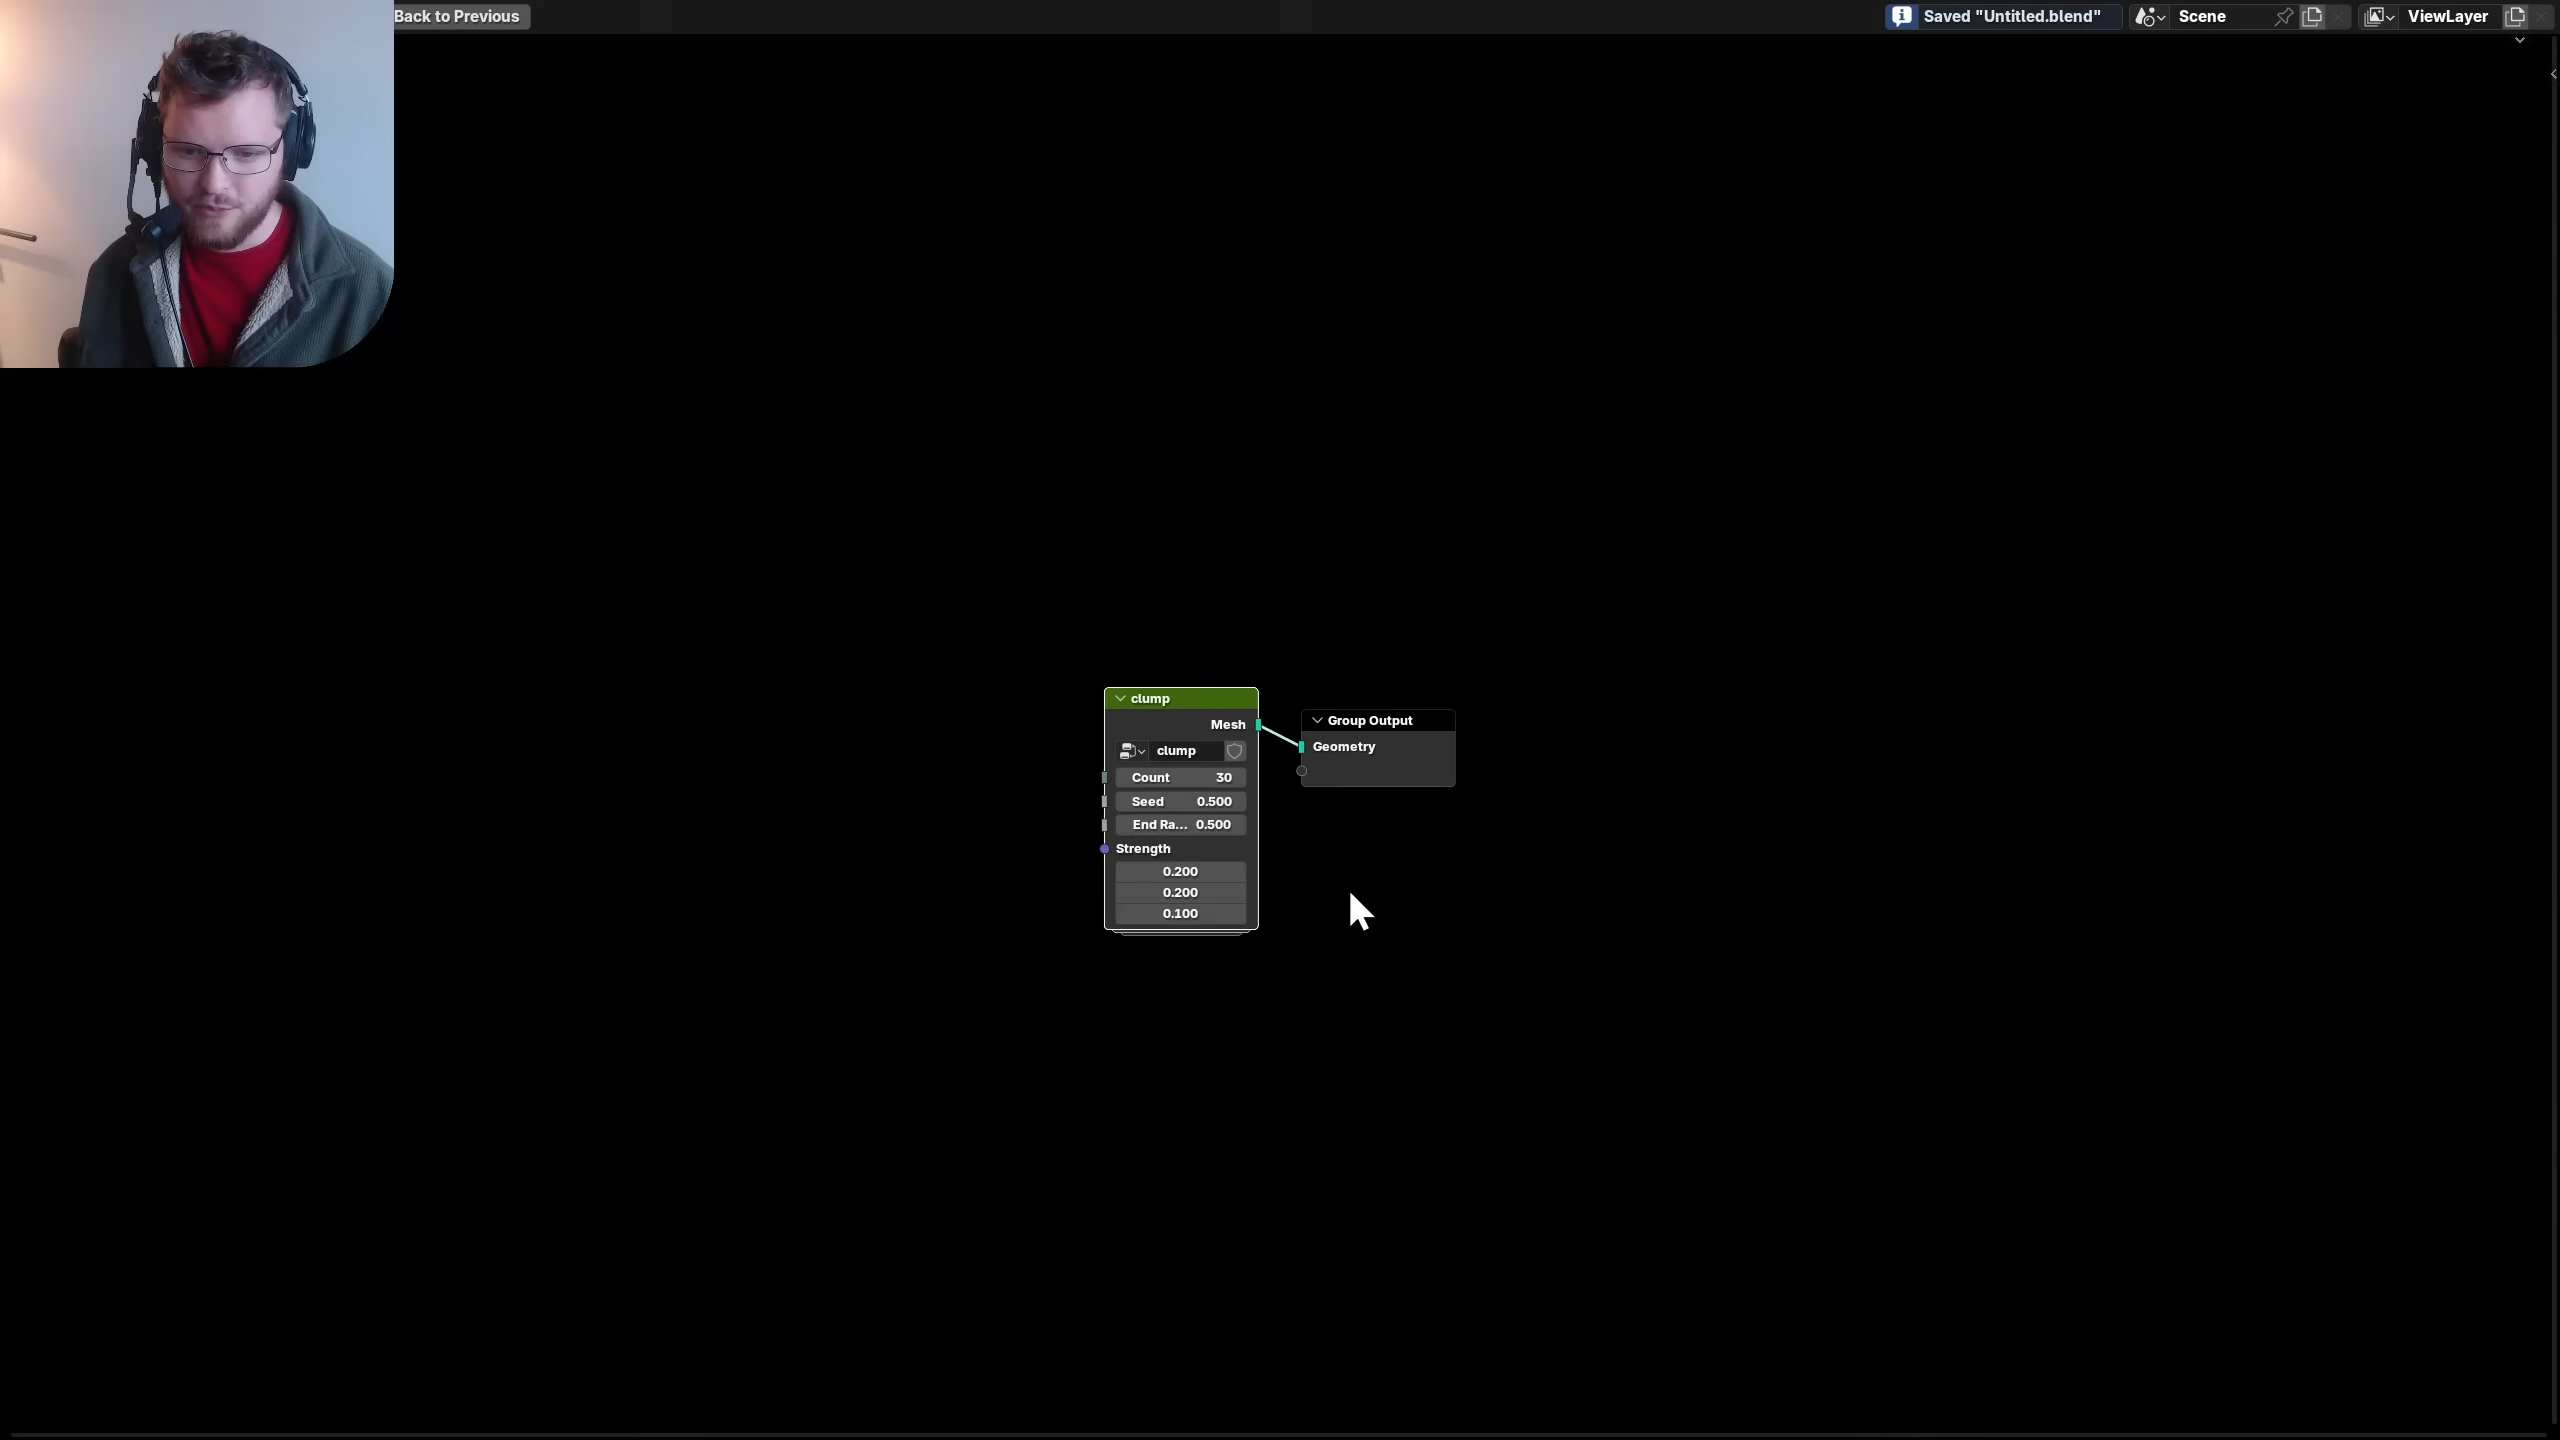 Back to Previous
Saved "Untitled.blend"
Scene
ViewLayer
clump
Mesh
clump
Count 30
Seed 0.500
End Ra... 0.500
Strength
0.200
0.200
0.100
Group Output
Geometry